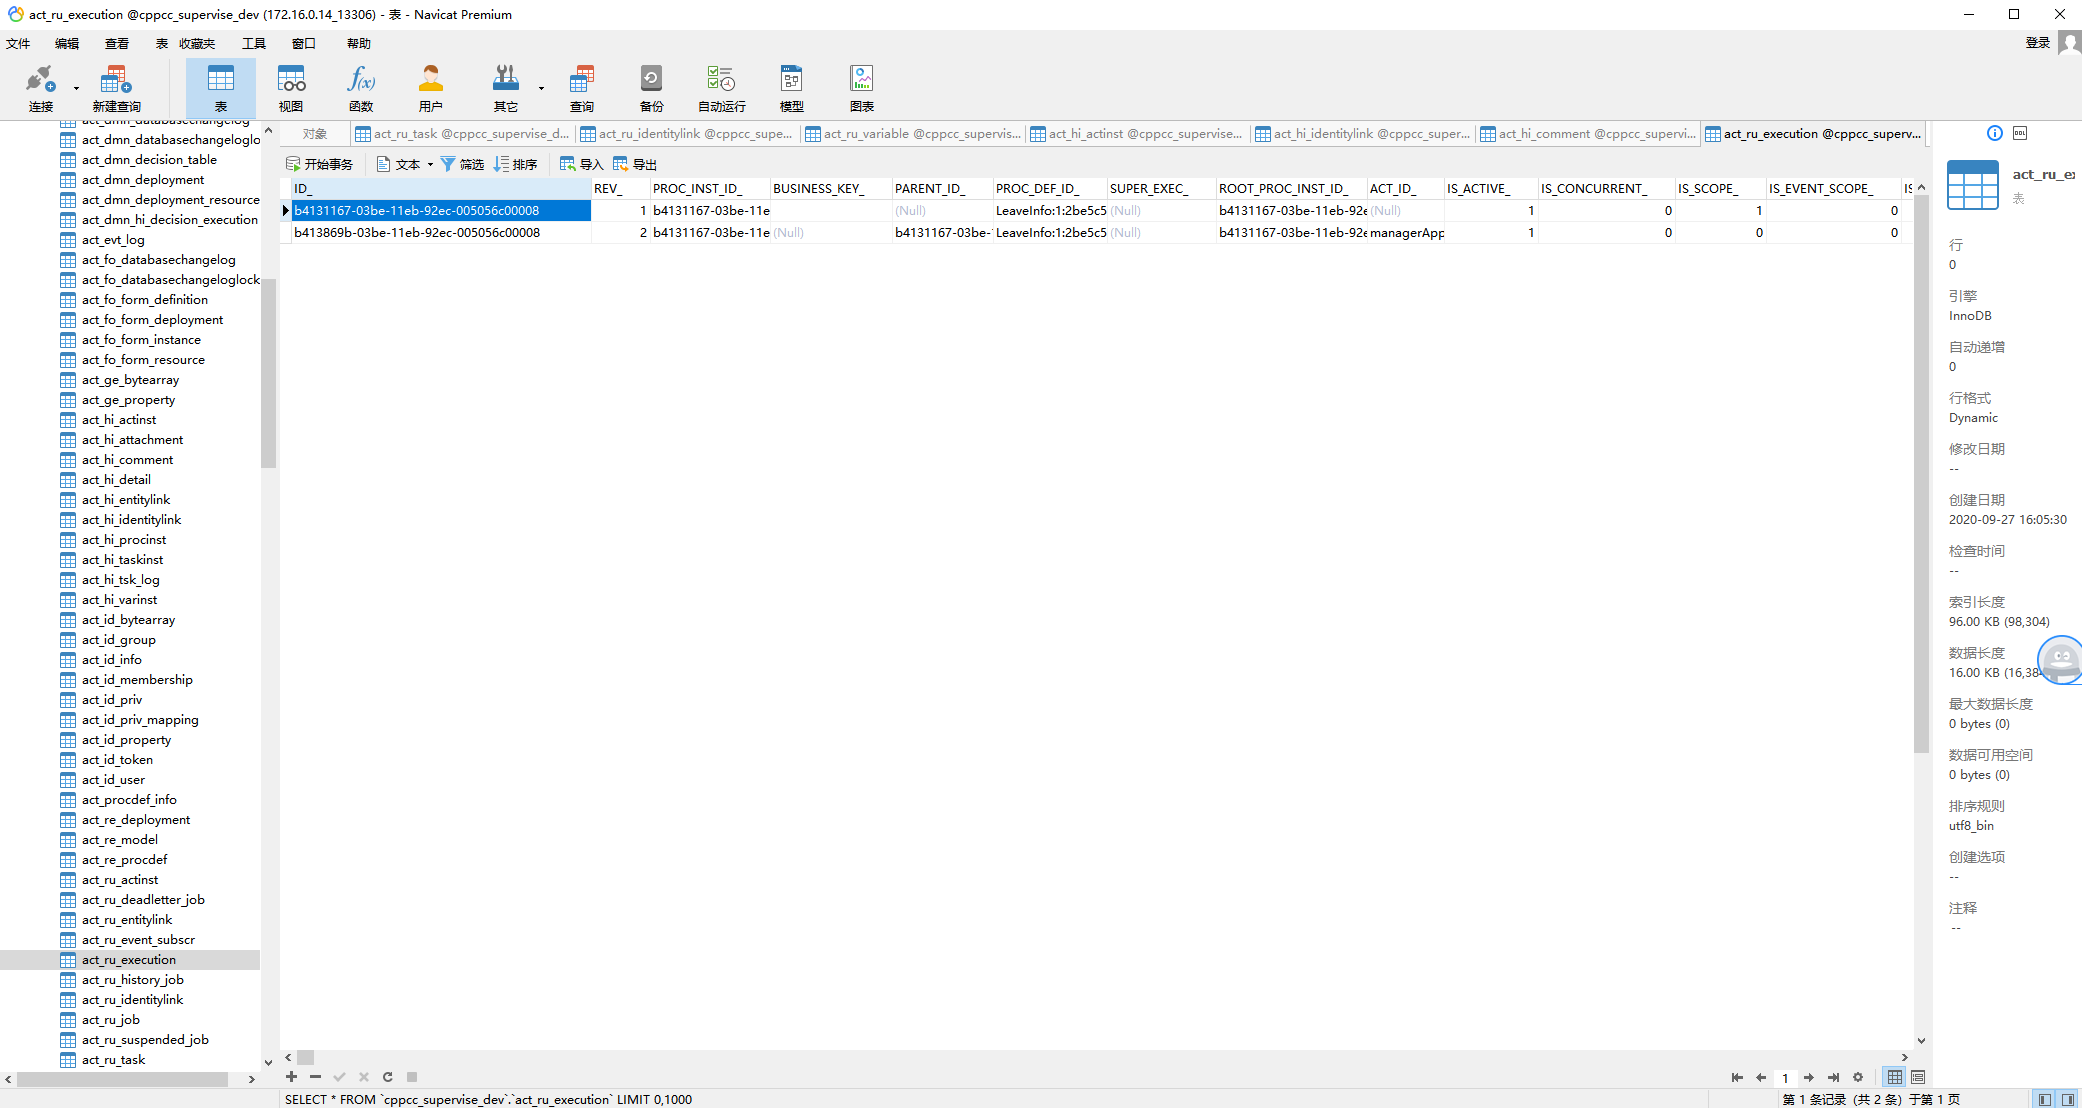 act_ru_execution @cppcc_supervise_dev (172.16.0.14_13306) - 表 - Navicat Premium
文件 编辑 查看 表 收藏夹 工具 窗口 帮助 登录
连接 新建查询 表 视图 函数 用户 其它 查询 备份 自动运行 模型 图表
对象 act_ru_task @cppcc_supervise_d... act_ru_identitylink @cppcc_supe... act_ru_variable @cppcc_supervis... act_hi_actinst @cppcc_supervise... act_hi_identitylink @cppcc_super... act_hi_comment @cppcc_supervi... act_ru_execution @cppcc_superv...
开始事务 文本 筛选 排序 导入 导出
ID_ REV_ PROC_INST_ID_ BUSINESS_KEY_ PARENT_ID_ PROC_DEF_ID_ SUPER_EXEC_ ROOT_PROC_INST_ID_ ACT_ID_ IS_ACTIVE_ IS_CONCURRENT_ IS_SCOPE_ IS_EVENT_SCOPE_ IS
b4131167-03be-11eb-92ec-005056c00008 1 b4131167-03be-11e (Null) LeaveInfo:1:2be5c5 (Null) b4131167-03be-11eb-92e (Null) 1 0 1 0
b413869b-03be-11eb-92ec-005056c00008 2 b4131167-03be-11e (Null) b4131167-03be- LeaveInfo:1:2be5c5 (Null) b4131167-03be-11eb-92e managerApp 1 0 0 0
act_dmn_databasechangelog
act_dmn_databasechangeloglo
act_dmn_decision_table
act_dmn_deployment
act_dmn_deployment_resource
act_dmn_hi_decision_execution
act_evt_log
act_fo_databasechangelog
act_fo_databasechangeloglock
act_fo_form_definition
act_fo_form_deployment
act_fo_form_instance
act_fo_form_resource
act_ge_bytearray
act_ge_property
act_hi_actinst
act_hi_attachment
act_hi_comment
act_hi_detail
act_hi_entitylink
act_hi_identitylink
act_hi_procinst
act_hi_taskinst
act_hi_tsk_log
act_hi_varinst
act_id_bytearray
act_id_group
act_id_info
act_id_membership
act_id_priv
act_id_priv_mapping
act_id_property
act_id_token
act_id_user
act_procdef_info
act_re_deployment
act_re_model
act_re_procdef
act_ru_actinst
act_ru_deadletter_job
act_ru_entitylink
act_ru_event_subscr
act_ru_execution
act_ru_history_job
act_ru_identitylink
act_ru_job
act_ru_suspended_job
act_ru_task
DDL
act_ru_ex
表
行
0
引擎
InnoDB
自动递增
0
行格式
Dynamic
修改日期
--
创建日期
2020-09-27 16:05:30
检查时间
--
索引长度
96.00 KB (98,304)
数据长度
16.00 KB (16,384
最大数据长度
0 bytes (0)
数据可用空间
0 bytes (0)
排序规则
utf8_bin
创建选项
--
注释
--
1
SELECT * FROM `cppcc_supervise_dev`.`act_ru_execution` LIMIT 0,1000
第 1 条记录 (共 2 条) 于第 1 页